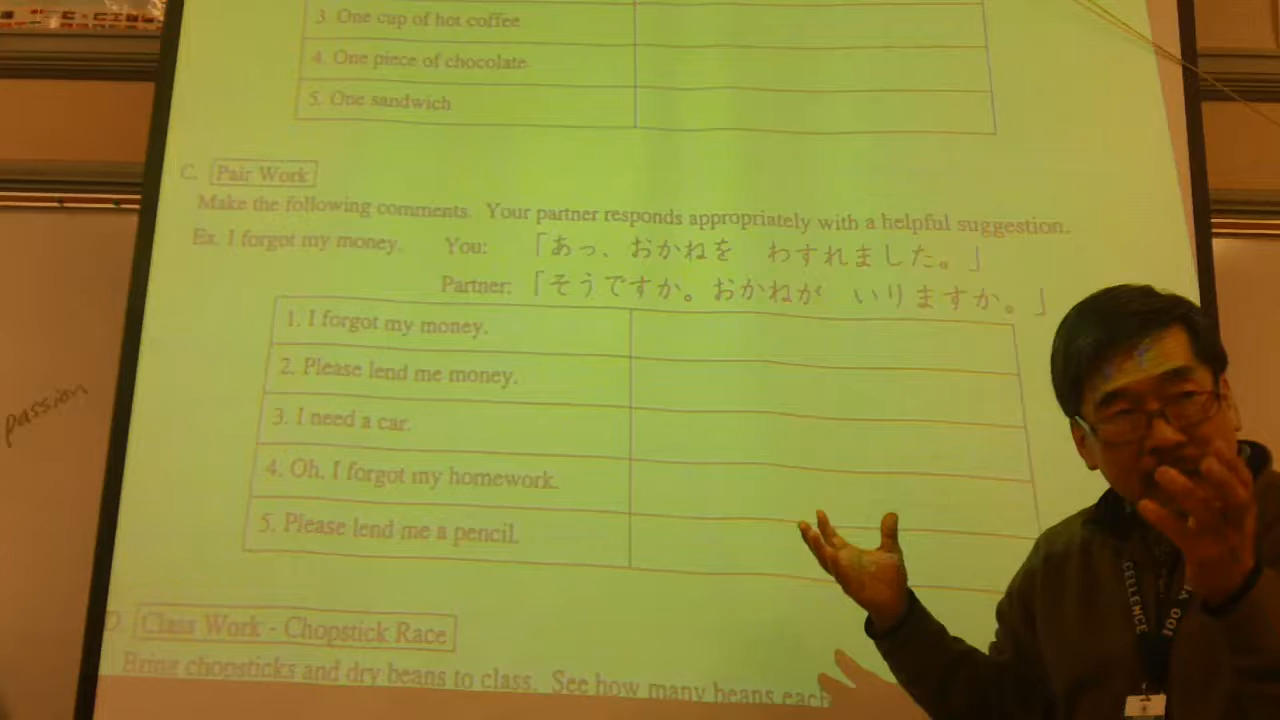 3. One cup of hot coffee
4. One piece of chocolate
5. One sandwich
C. Pair Work
Make the following comments. Your partner responds appropriately with a helpful suggestion.
Ex. I forgot my money. You: 「あっ、おかねを わすれました。」
Partner: 「そうですか。おかねが いりますか。」
1. I forgot my money.
2. Please lend me money.
3. I need a car.
4. Oh, I forgot my homework.
5. Please lend me a pencil.
D. Class Work - Chopstick Race
Bring chopsticks and dry beans to class. See how many beans each
passion
CELLENCE
100 YE